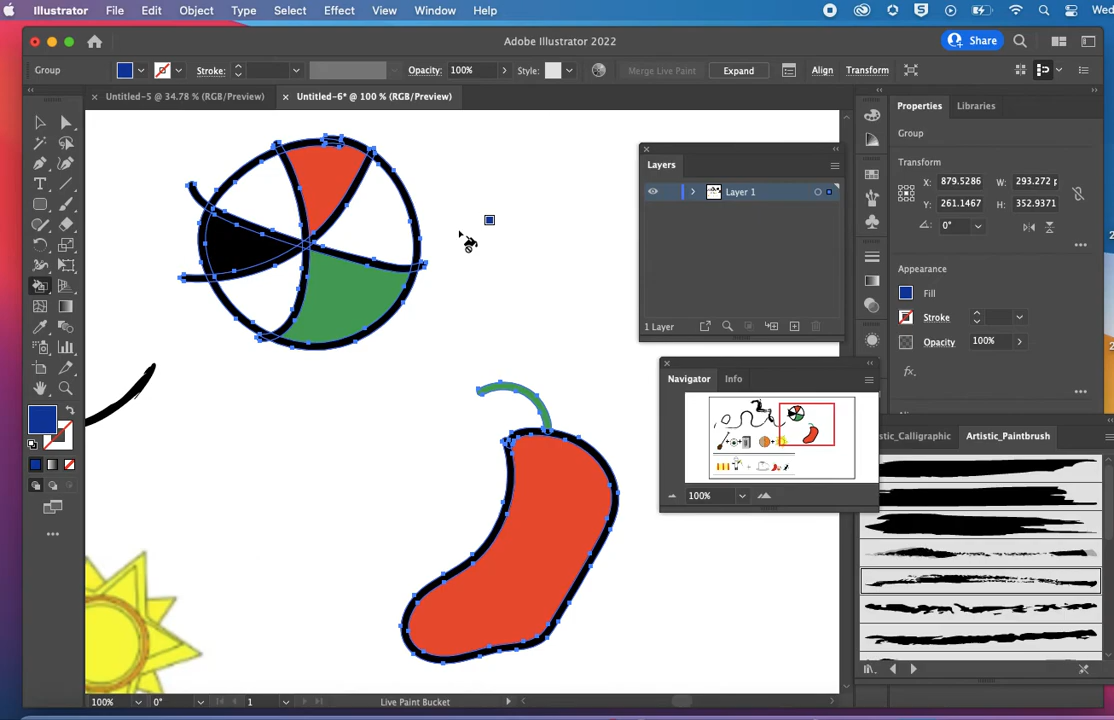 Illustrator File Edit Object Type Select Effect View Window Help Wed
Adobe Illustrator 2022
Share
Group Stroke: Opacity: 100% Style: Merge Live Paint Expand Align Transform
Untitled-5 @ 34.78 % (RGB/Preview) Untitled-6* @ 100 % (RGB/Preview)
Properties Libraries
Group
Layers
Layer 1
1 Layer
Transform
X: 879.5286 W: 293.272 p
Y: 261.1467 H: 352.9371
0°
Appearance
Fill
Stroke
Opacity 100%
fx.
Navigator Info
100%
stic_Calligraphic Artistic_Paintbrush
100% 0° 1 Live Paint Bucket